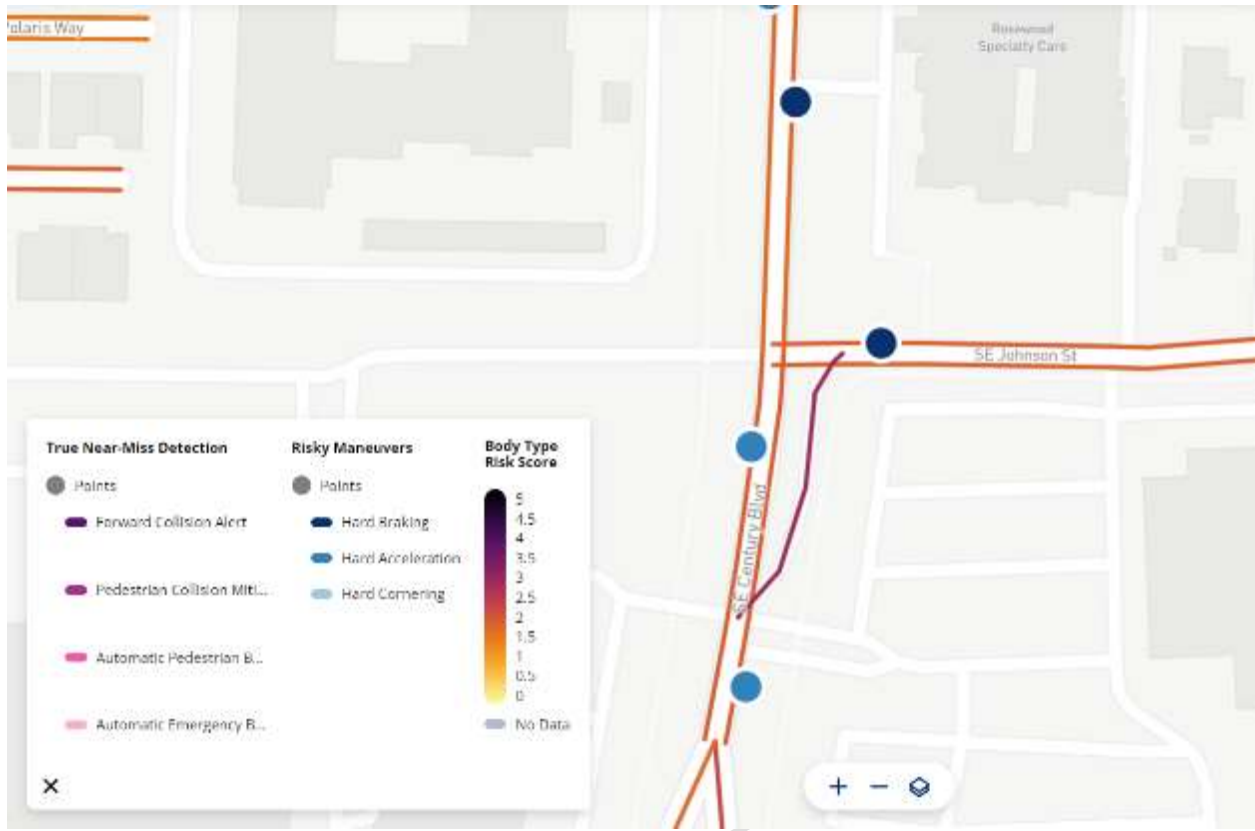 Polaris Way
Rosewood
Specialty Care
SE Johnson St
SE Century Blvd
True Near-Miss Detection
Points
Forward Collision Alert
Pedestrian Collision Miti...
Automatic Pedestrian B...
Automatic Emergency B...
Risky Maneuvers
Points
Hard Braking
Hard Acceleration
Hard Cornering
Body Type
Risk Score
5
4.5
4
3.5
3
2.5
2
1.5
1
0.5
0
No Data